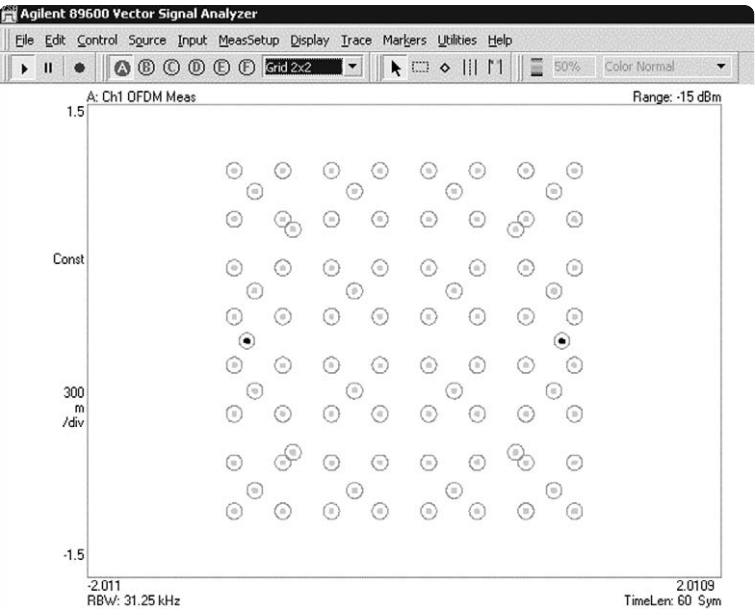 Agilent 89600 Vector Signal Analyzer
File Edit Control Source Input MeasSetup Display Trace Markers Utilities Help
A B C D E F Grid 2x2 50% Color Normal
A: Ch1 OFDM Meas Range: -15 dBm
1.5
Const
300
m
/div
-1.5
-2.011 2.0109
RBW: 31.25 kHz TimeLen: 60 Sym